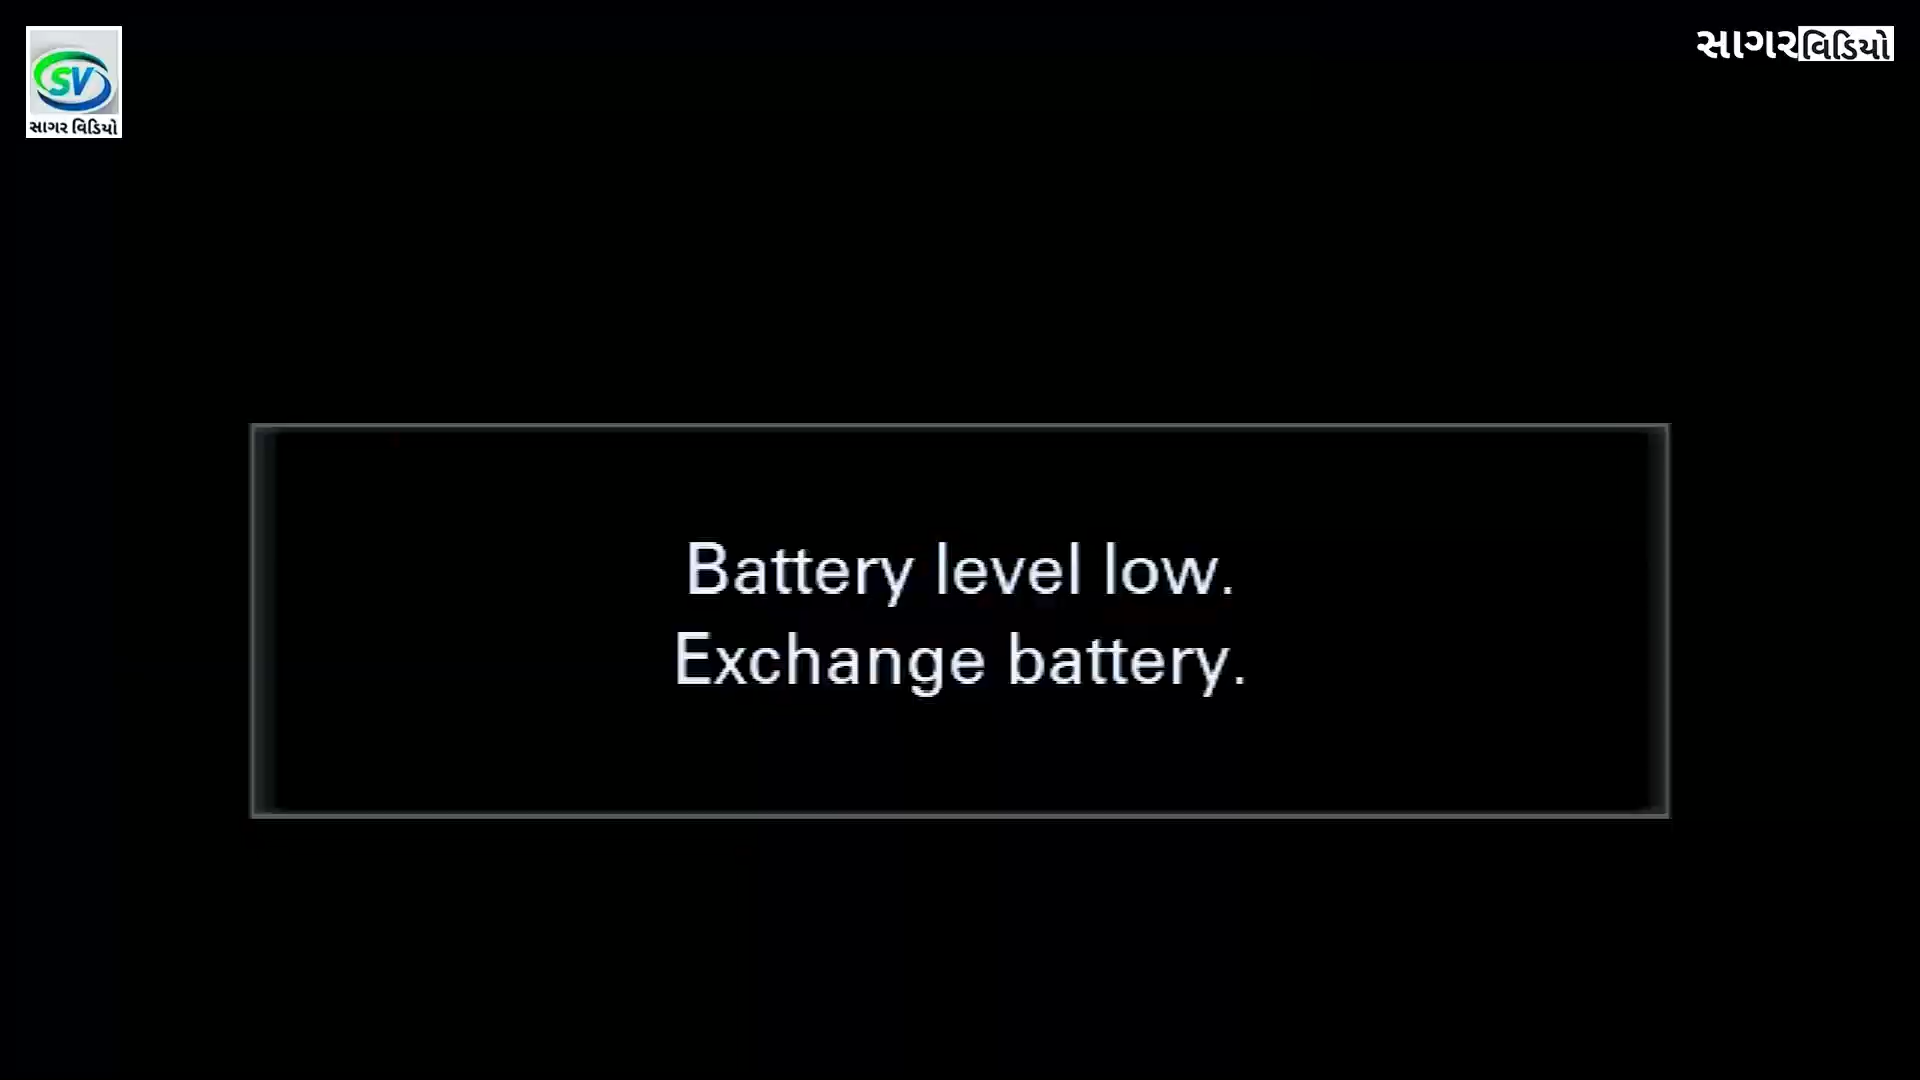 SV
સાગર વિડિયો
સાગરવિડિયો
Battery level low.
Exchange battery.